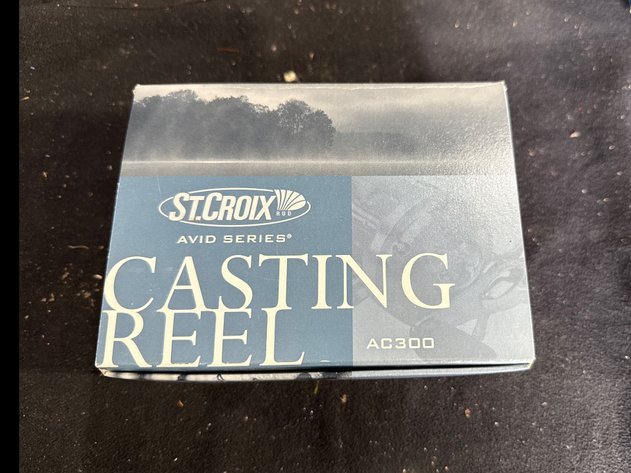 ST.CROIX
ROD
AVID SERIES®
CASTING
REEL
AC300